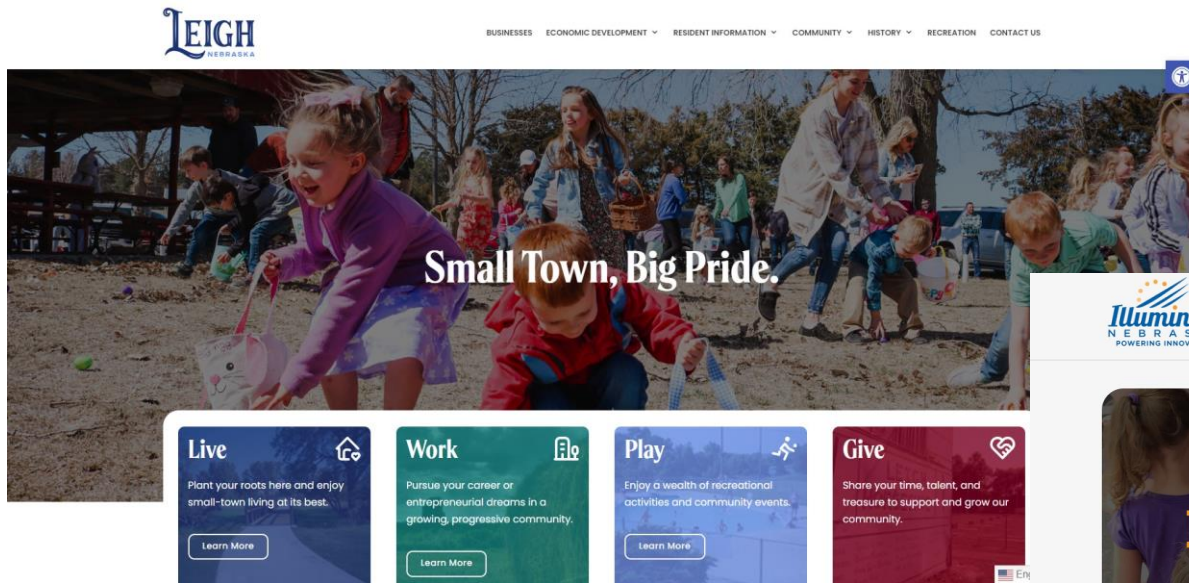 LEIGH
NEBRASKA
BUSINESSES ECONOMIC DEVELOPMENT RESIDENT INFORMATION COMMUNITY HISTORY RECREATION CONTACT US
Small Town, Big Pride.
Live
Plant your roots here and enjoy
small-town living at its best.
Learn More
Work
Pursue your career or
entrepreneurial dreams in a
growing, progressive community.
Learn More
Play
Enjoy a wealth of recreational
activities and community events.
Learn More
Give
Share your time, talent, and
treasure to support and grow our
community.